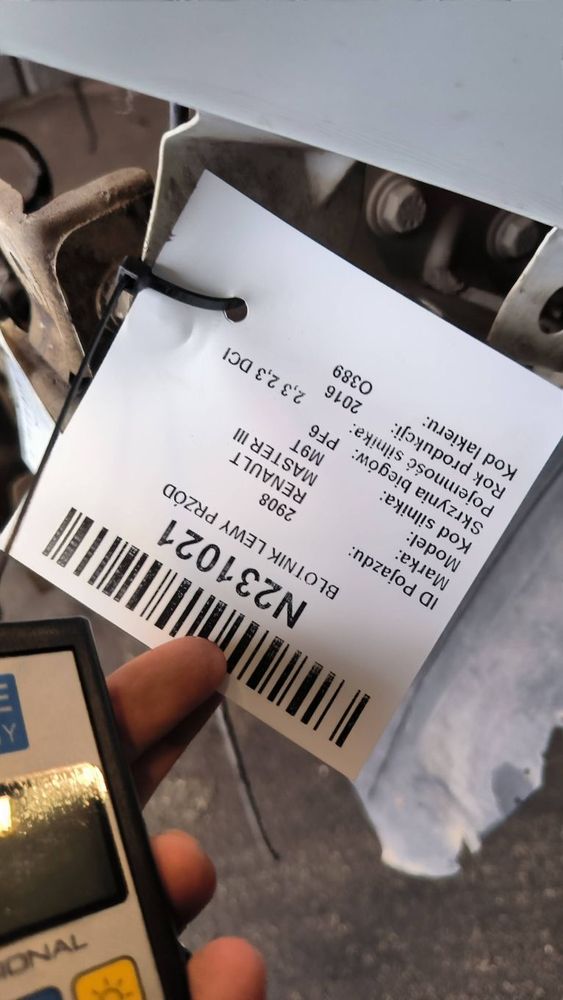 N231021
BŁOTNIK LEWY PRZÓD
ID Pojazdu: 2908
Marka: RENAULT
Model: MASTER III
Kod silnika: M9T
Skrzynia biegów: PF6
Pojemność silnika: 2,3 2,3 DCI
Rok produkcji: 2016
Kod lakieru: O389
IONAL